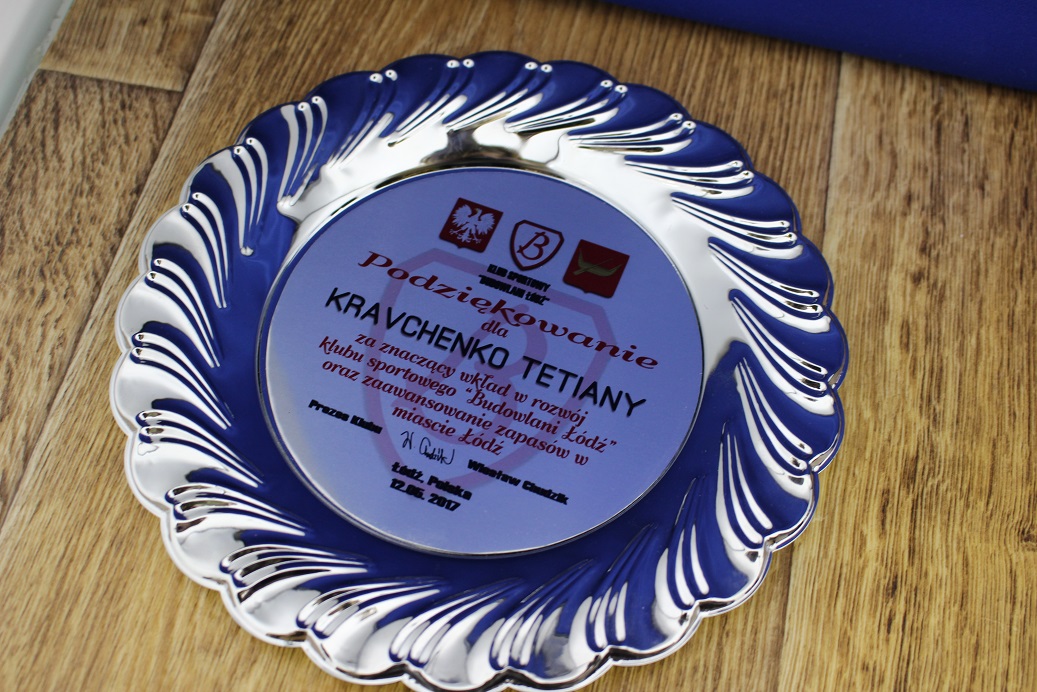 B
KLUB SPORTOWY
"BUDOWLANI ŁÓDŹ"
Podziękowanie
dla
KRAVCHENKO TETIANY
za znaczący wkład w rozwój
klubu sportowego "Budowlani Łódź"
oraz zaawansowanie zapasów w
mieście Łódź
Prezes Klubu Wiesław Chudzik
Łódź, Polska
12.05. 2017